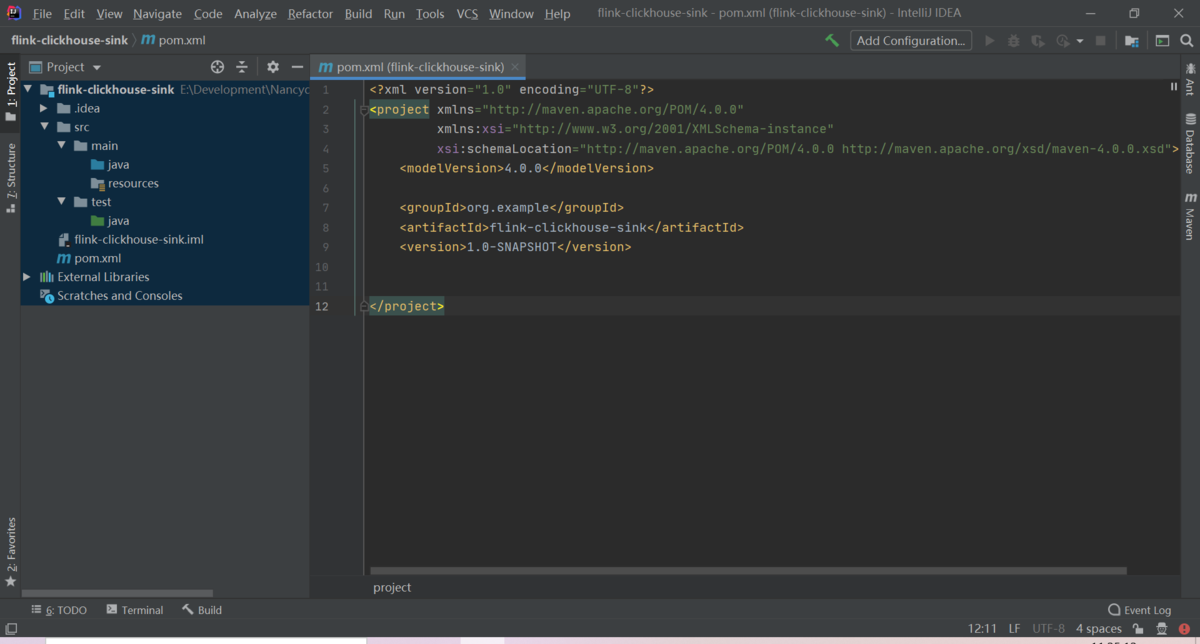 File Edit View Navigate Code Analyze Refactor Build Run Tools VCS Window Help flink-clickhouse-sink - pom.xml (flink-clickhouse-sink) - IntelliJ IDEA
flink-clickhouse-sink m pom.xml Add Configuration...
Project
m pom.xml (flink-clickhouse-sink)
flink-clickhouse-sink E:\Development\Nancyc
.idea
src
main
java
resources
test
java
flink-clickhouse-sink.iml
m pom.xml
External Libraries
Scratches and Consoles
1 <?xml version="1.0" encoding="UTF-8"?>
2 <project xmlns="http://maven.apache.org/POM/4.0.0"
3 xmlns:xsi="http://www.w3.org/2001/XMLSchema-instance"
4 xsi:schemaLocation="http://maven.apache.org/POM/4.0.0 http://maven.apache.org/xsd/maven-4.0.0.xsd">
5 <modelVersion>4.0.0</modelVersion>
6
7 <groupId>org.example</groupId>
8 <artifactId>flink-clickhouse-sink</artifactId>
9 <version>1.0-SNAPSHOT</version>
10
11
12 </project>
project
1: Project
7: Structure
2: Favorites
Ant
Database
m Maven
6: TODO Terminal Build Event Log
12:11 LF UTF-8 4 spaces